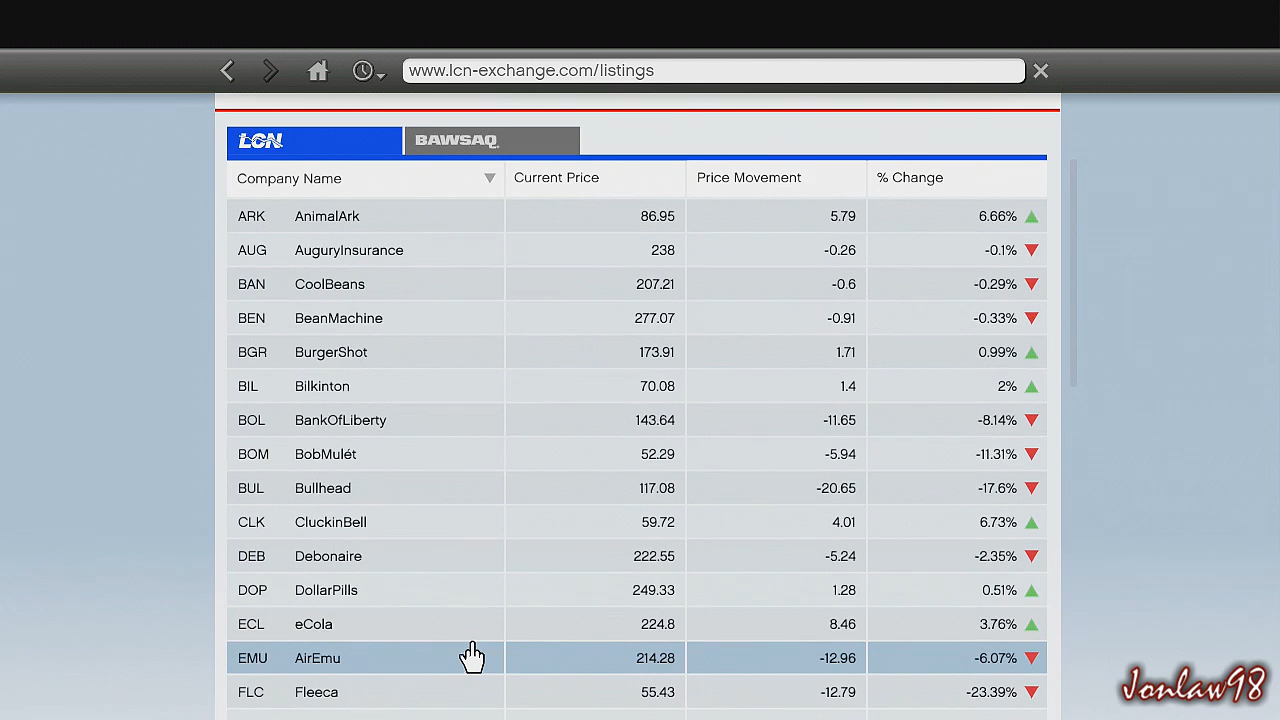 www.lcn-exchange.com/listings
LCN BAWSAQ
Company Name Current Price Price Movement % Change
ARK AnimalArk 86.95 5.79 6.66%
AUG AuguryInsurance 238 -0.26 -0.1%
BAN CoolBeans 207.21 -0.6 -0.29%
BEN BeanMachine 277.07 -0.91 -0.33%
BGR BurgerShot 173.91 1.71 0.99%
BIL Bilkinton 70.08 1.4 2%
BOL BankOfLiberty 143.64 -11.65 -8.14%
BOM BobMulét 52.29 -5.94 -11.31%
BUL Bullhead 117.08 -20.65 -17.6%
CLK CluckinBell 59.72 4.01 6.73%
DEB Debonaire 222.55 -5.24 -2.35%
DOP DollarPills 249.33 1.28 0.51%
ECL eCola 224.8 8.46 3.76%
EMU AirEmu 214.28 -12.96 -6.07%
FLC Fleeca 55.43 -12.79 -23.39%
Jonlaw98